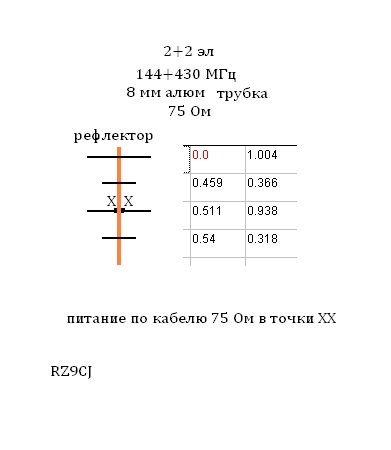 2+2 эл
144+430 МГц
8 мм алюм трубка
75 Ом
рефлектор
0.0 1.004
0.459 0.366
X X
0.511 0.938
0.54 0.318
питание по кабелю 75 Ом в точки XX
RZ9CJ